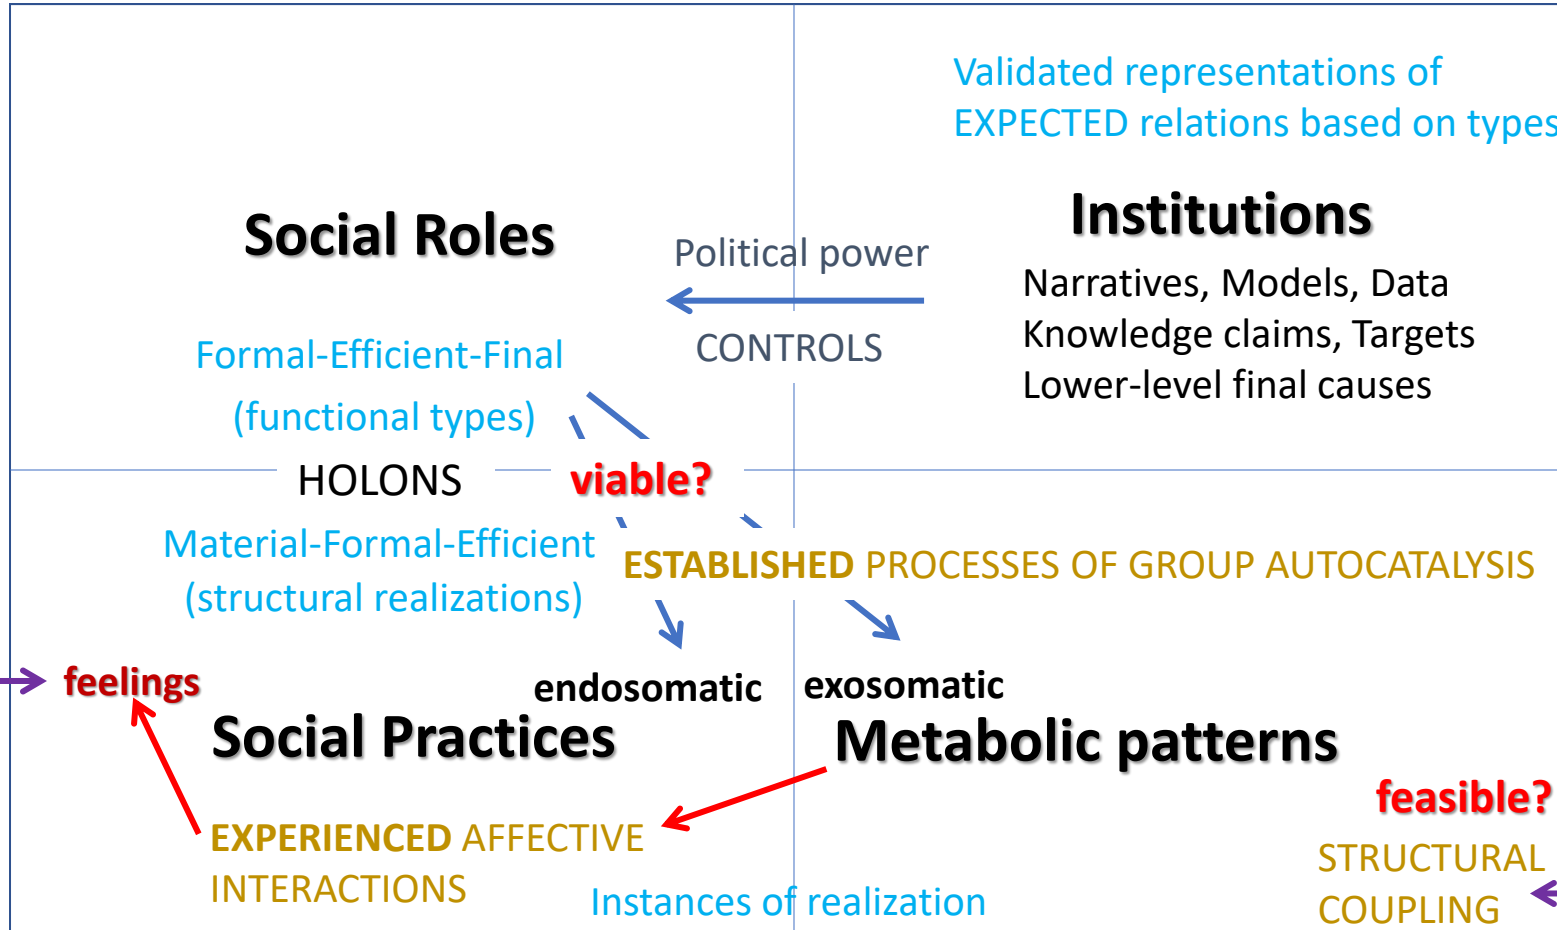 Validated representations of
EXPECTED relations based on types
Social Roles
Institutions
Political power
CONTROLS
Narratives, Models, Data
Knowledge claims, Targets
Lower-level final causes
Formal-Efficient-Final
(functional types)
HOLONS
viable?
Material-Formal-Efficient
(structural realizations)
ESTABLISHED PROCESSES OF GROUP AUTOCATALYSIS
feelings
endosomatic
exosomatic
Social Practices
Metabolic patterns
feasible?
EXPERIENCED AFFECTIVE
INTERACTIONS
STRUCTURAL
COUPLING
Instances of realization